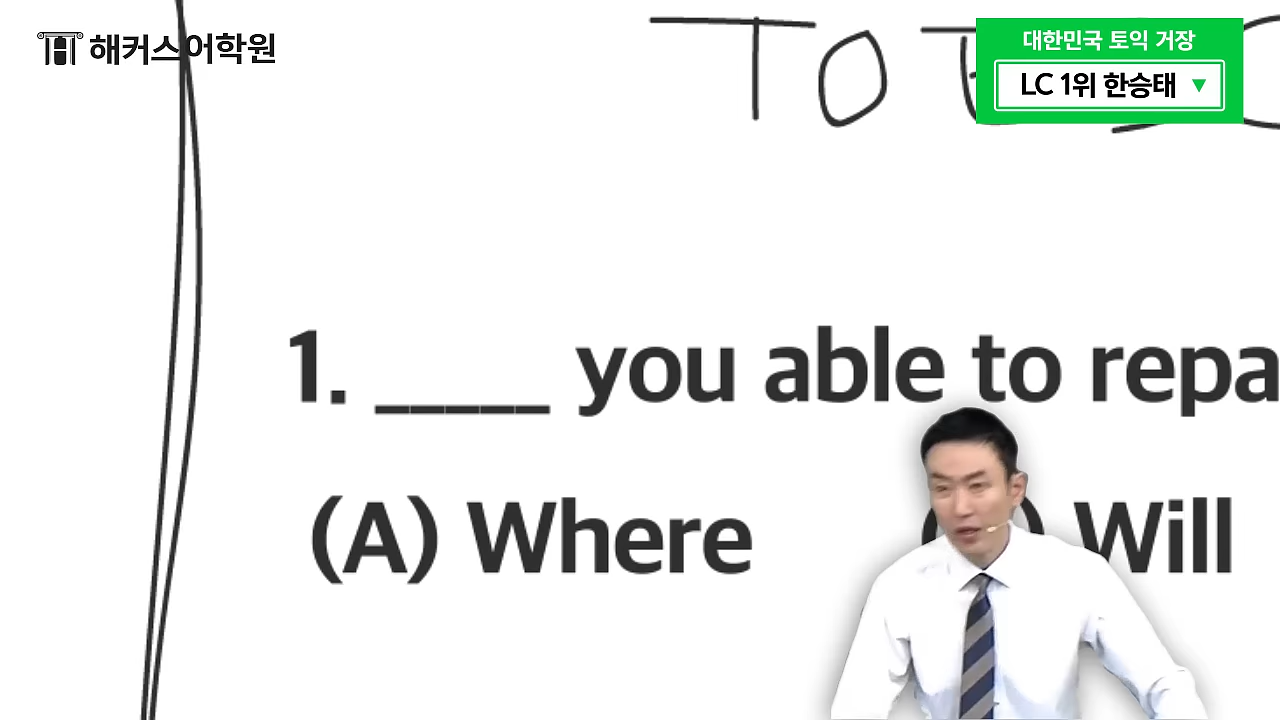 해커스어학원
TO
대한민국 토익 거장
LC 1위 한승태 ▼
1. _____ you able to repa
(A) Where Will